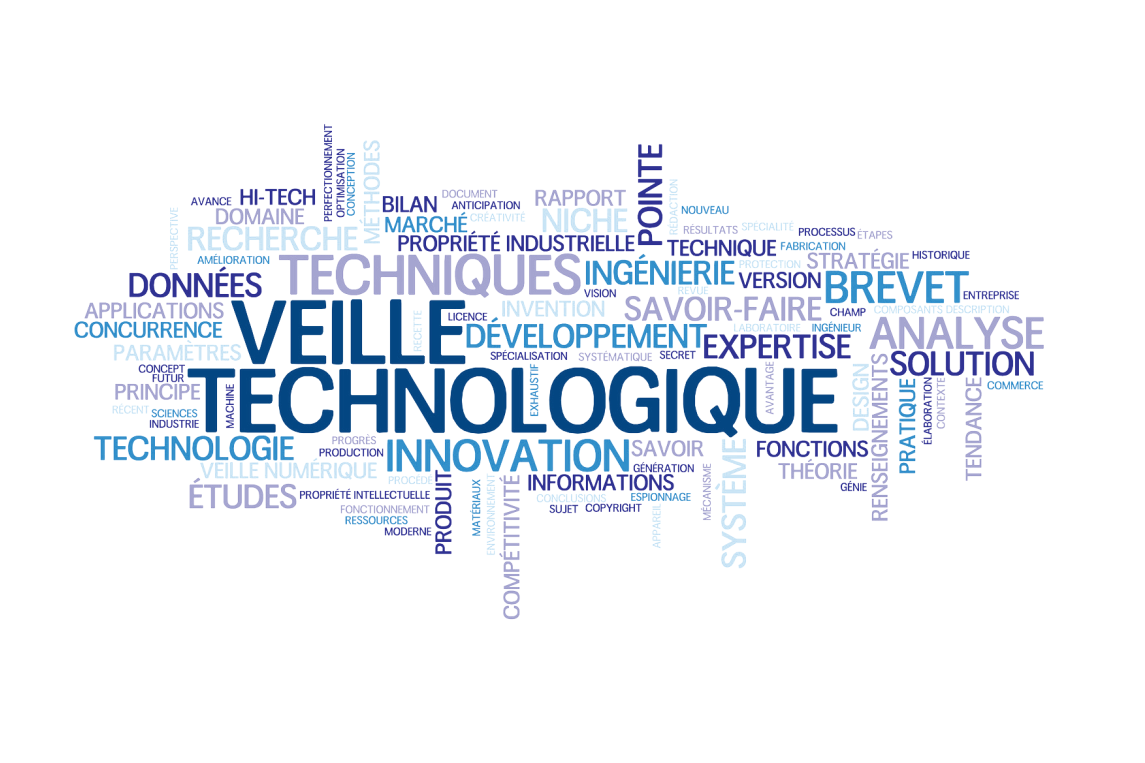 PERFECTIONNEMENT
OPTIMISATION
CONCEPTION
MÉTHODES
POINTE
AVANCE
HI-TECH
BILAN
DOCUMENT
ANTICIPATION
RAPPORT
RÉDACTION
NOUVEAU
PERSPECTIVE
DOMAINE
MARCHÉ
CRÉATIVITÉ
NICHE
RÉSULTATS
SPECIALITÉ
PROCESSUS
ÉTAPES
RECHERCHE
PROPRIÉTÉ INDUSTRIELLE
TECHNIQUE
FABRICATION
AMÉLIORATION
TECHNIQUES
INGÉNIERIE
PROTECTION
STRATÉGIE
HISTORIQUE
DONNÉES
VISION
REVUE
VERSION
BREVET
ENTREPRISE
APPLICATIONS
VEILLE
LICENCE
INVENTION
SAVOIR-FAIRE
CHAMP
COMPOSANTS
DESCRIPTION
CONCURRENCE
RECETTE
DÉVELOPPEMENT
LABORATOIRE
INGÉNIEUR
ANALYSE
PARAMÈTRES
SPÉCIALISATION
SYSTÉMATIQUE
SECRET
EXPERTISE
SOLUTION
CONCEPT
FUTUR
TECHNOLOGIQUE
EXHAUSTIF
AVANTAGE
DESIGN
RENSEIGNEMENTS
PRATIQUE
ÉLABORATION
CONTEXTE
TENDANCE
COMMERCE
PRINCIPE
MACHINE
RÉCENT
SCIENCES
INDUSTRIE
TECHNOLOGIE
PROGRÈS
PRODUCTION
INNOVATION
SAVOIR
SYSTÈME
FONCTIONS
VEILLE NUMÉRIQUE
PROCÉDÉ
GÉNÉRATION
MÉCANISME
THÉORIE
GÉNIE
ÉTUDES
PROPRIÉTÉ INTELLECTUELLE
PRODUIT
MATÉRIAUX
ENVIRONNEMENT
COMPÉTITIVITÉ
INFORMATIONS
CONCLUSIONS
ESPIONNAGE
FONCTIONNEMENT
SUJET
COPYRIGHT
APPAREIL
RESSOURCES
MODERNE